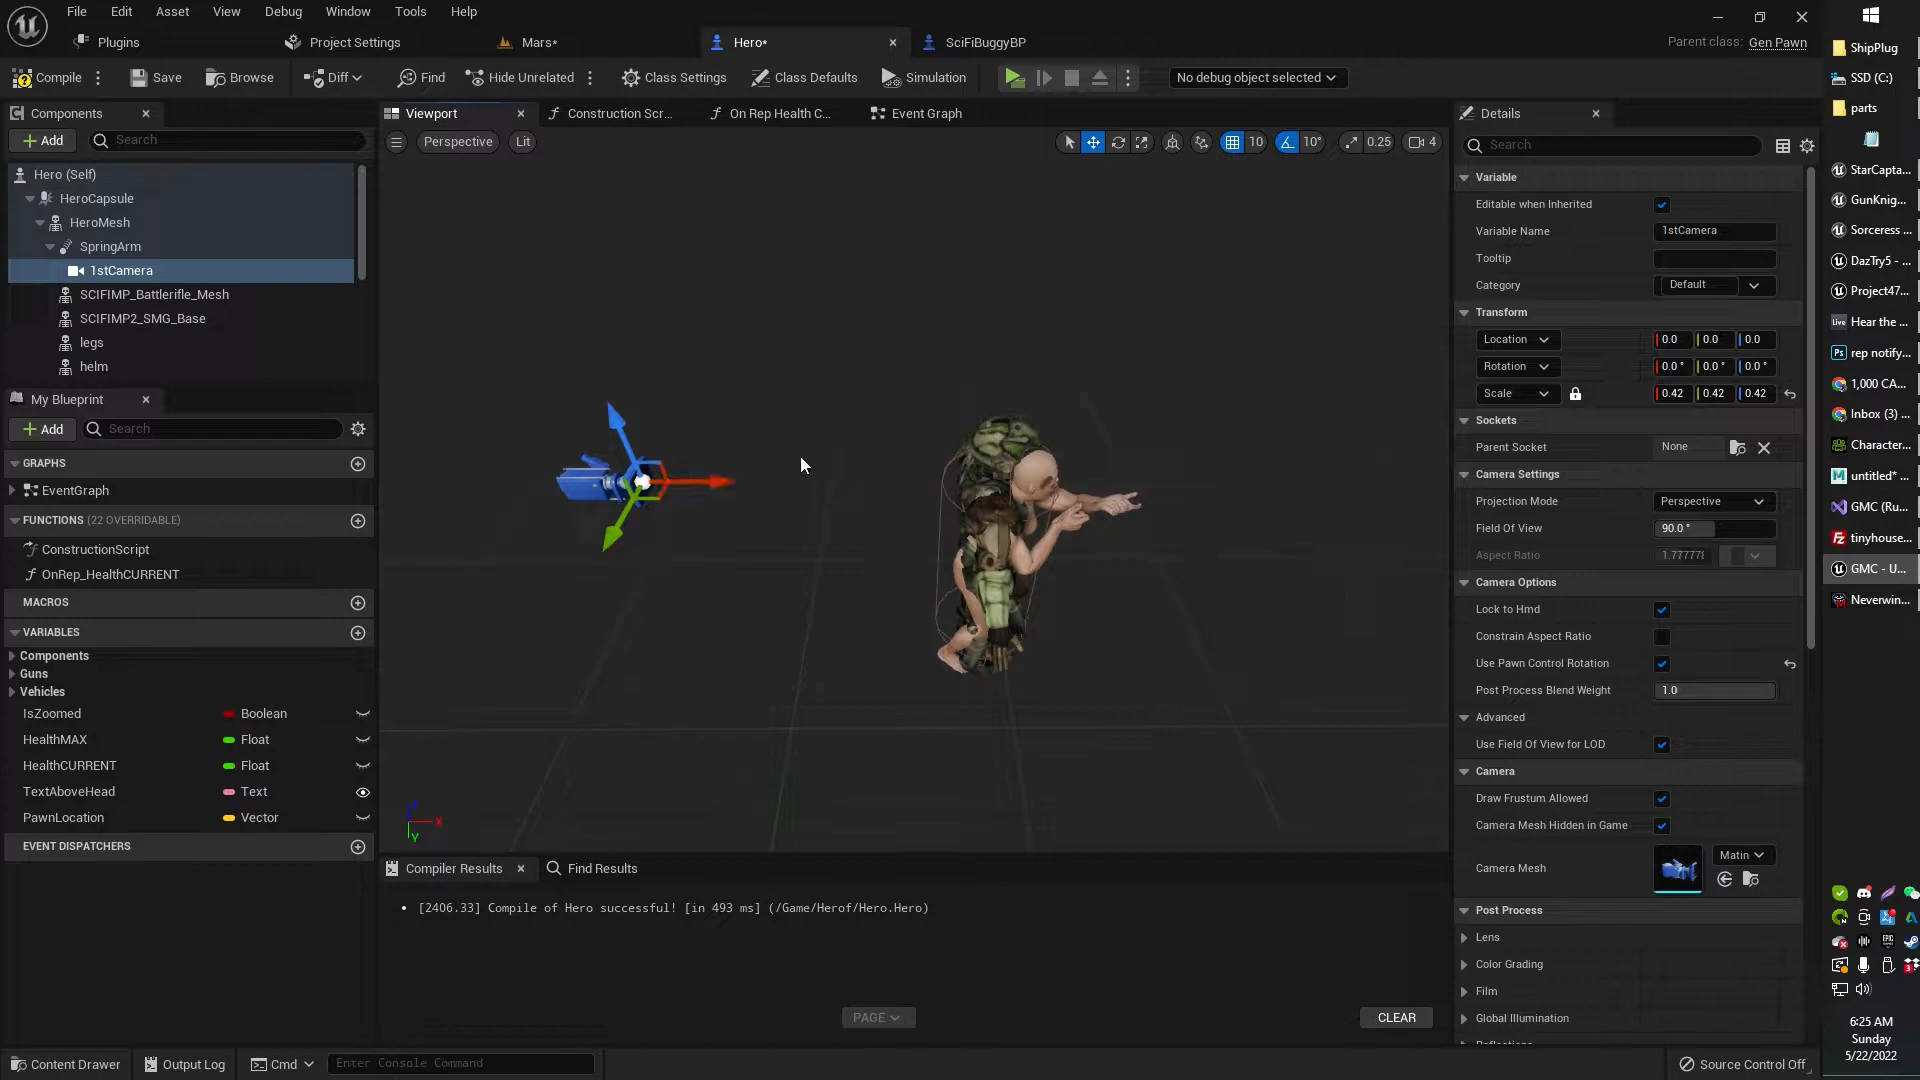 File Edit Asset View Debug Window Tools Help
Plugins Project Settings Mars* Hero* SciFiBuggyBP Parent class: Gen Pawn
Compile Save Browse Diff Find Hide Unrelated Class Settings Class Defaults Simulation No debug object selected
Components
Add Search
Hero (Self)
HeroCapsule
HeroMesh
SpringArm
1stCamera
SCIFIMP_Battlerifle_Mesh
SCIFIMP2_SMG_Base
legs
helm
My Blueprint
Add Search
GRAPHS
EventGraph
FUNCTIONS (22 OVERRIDABLE)
ConstructionScript
OnRep_HealthCURRENT
MACROS
VARIABLES
Components
Guns
Vehicles
IsZoomed Boolean
HealthMAX Float
HealthCURRENT Float
TextAboveHead Text
PawnLocation Vector
EVENT DISPATCHERS
Viewport Construction Scr... On Rep Health C... Event Graph
Perspective Lit 10 10° 0.25 4
X
Y
Compiler Results Find Results
[2406.33] Compile of Hero successful! [in 493 ms] (/Game/Herof/Hero.Hero)
PAGE CLEAR
Details
Search
Variable
Editable when Inherited
Variable Name 1stCamera
Tooltip
Category Default
Transform
Location 0.0 0.0 0.0
Rotation 0.0 ° 0.0 ° 0.0 °
Scale 0.42 0.42 0.42
Sockets
Parent Socket None
Camera Settings
Projection Mode Perspective
Field Of View 90.0 °
Aspect Ratio 1.777778
Camera Options
Lock to Hmd
Constrain Aspect Ratio
Use Pawn Control Rotation
Post Process Blend Weight 1.0
Advanced
Use Field Of View for LOD
Camera
Draw Frustum Allowed
Camera Mesh Hidden in Game
Camera Mesh Matin
Post Process
Lens
Color Grading
Film
Global Illumination
Content Drawer Output Log Cmd Enter Console Command Source Control Off
ShipPlug
SSD (C:)
parts
StarCapta...
GunKnig...
Sorceress ...
DazTry5 - ...
Project47...
Live Hear the ...
Ps rep notify...
1,000 CA...
Inbox (3) ...
Character...
untitled* ...
GMC (Ru...
Fz tinyhouse...
GMC - U...
Neverwin...
6:25 AM
Sunday
5/22/2022